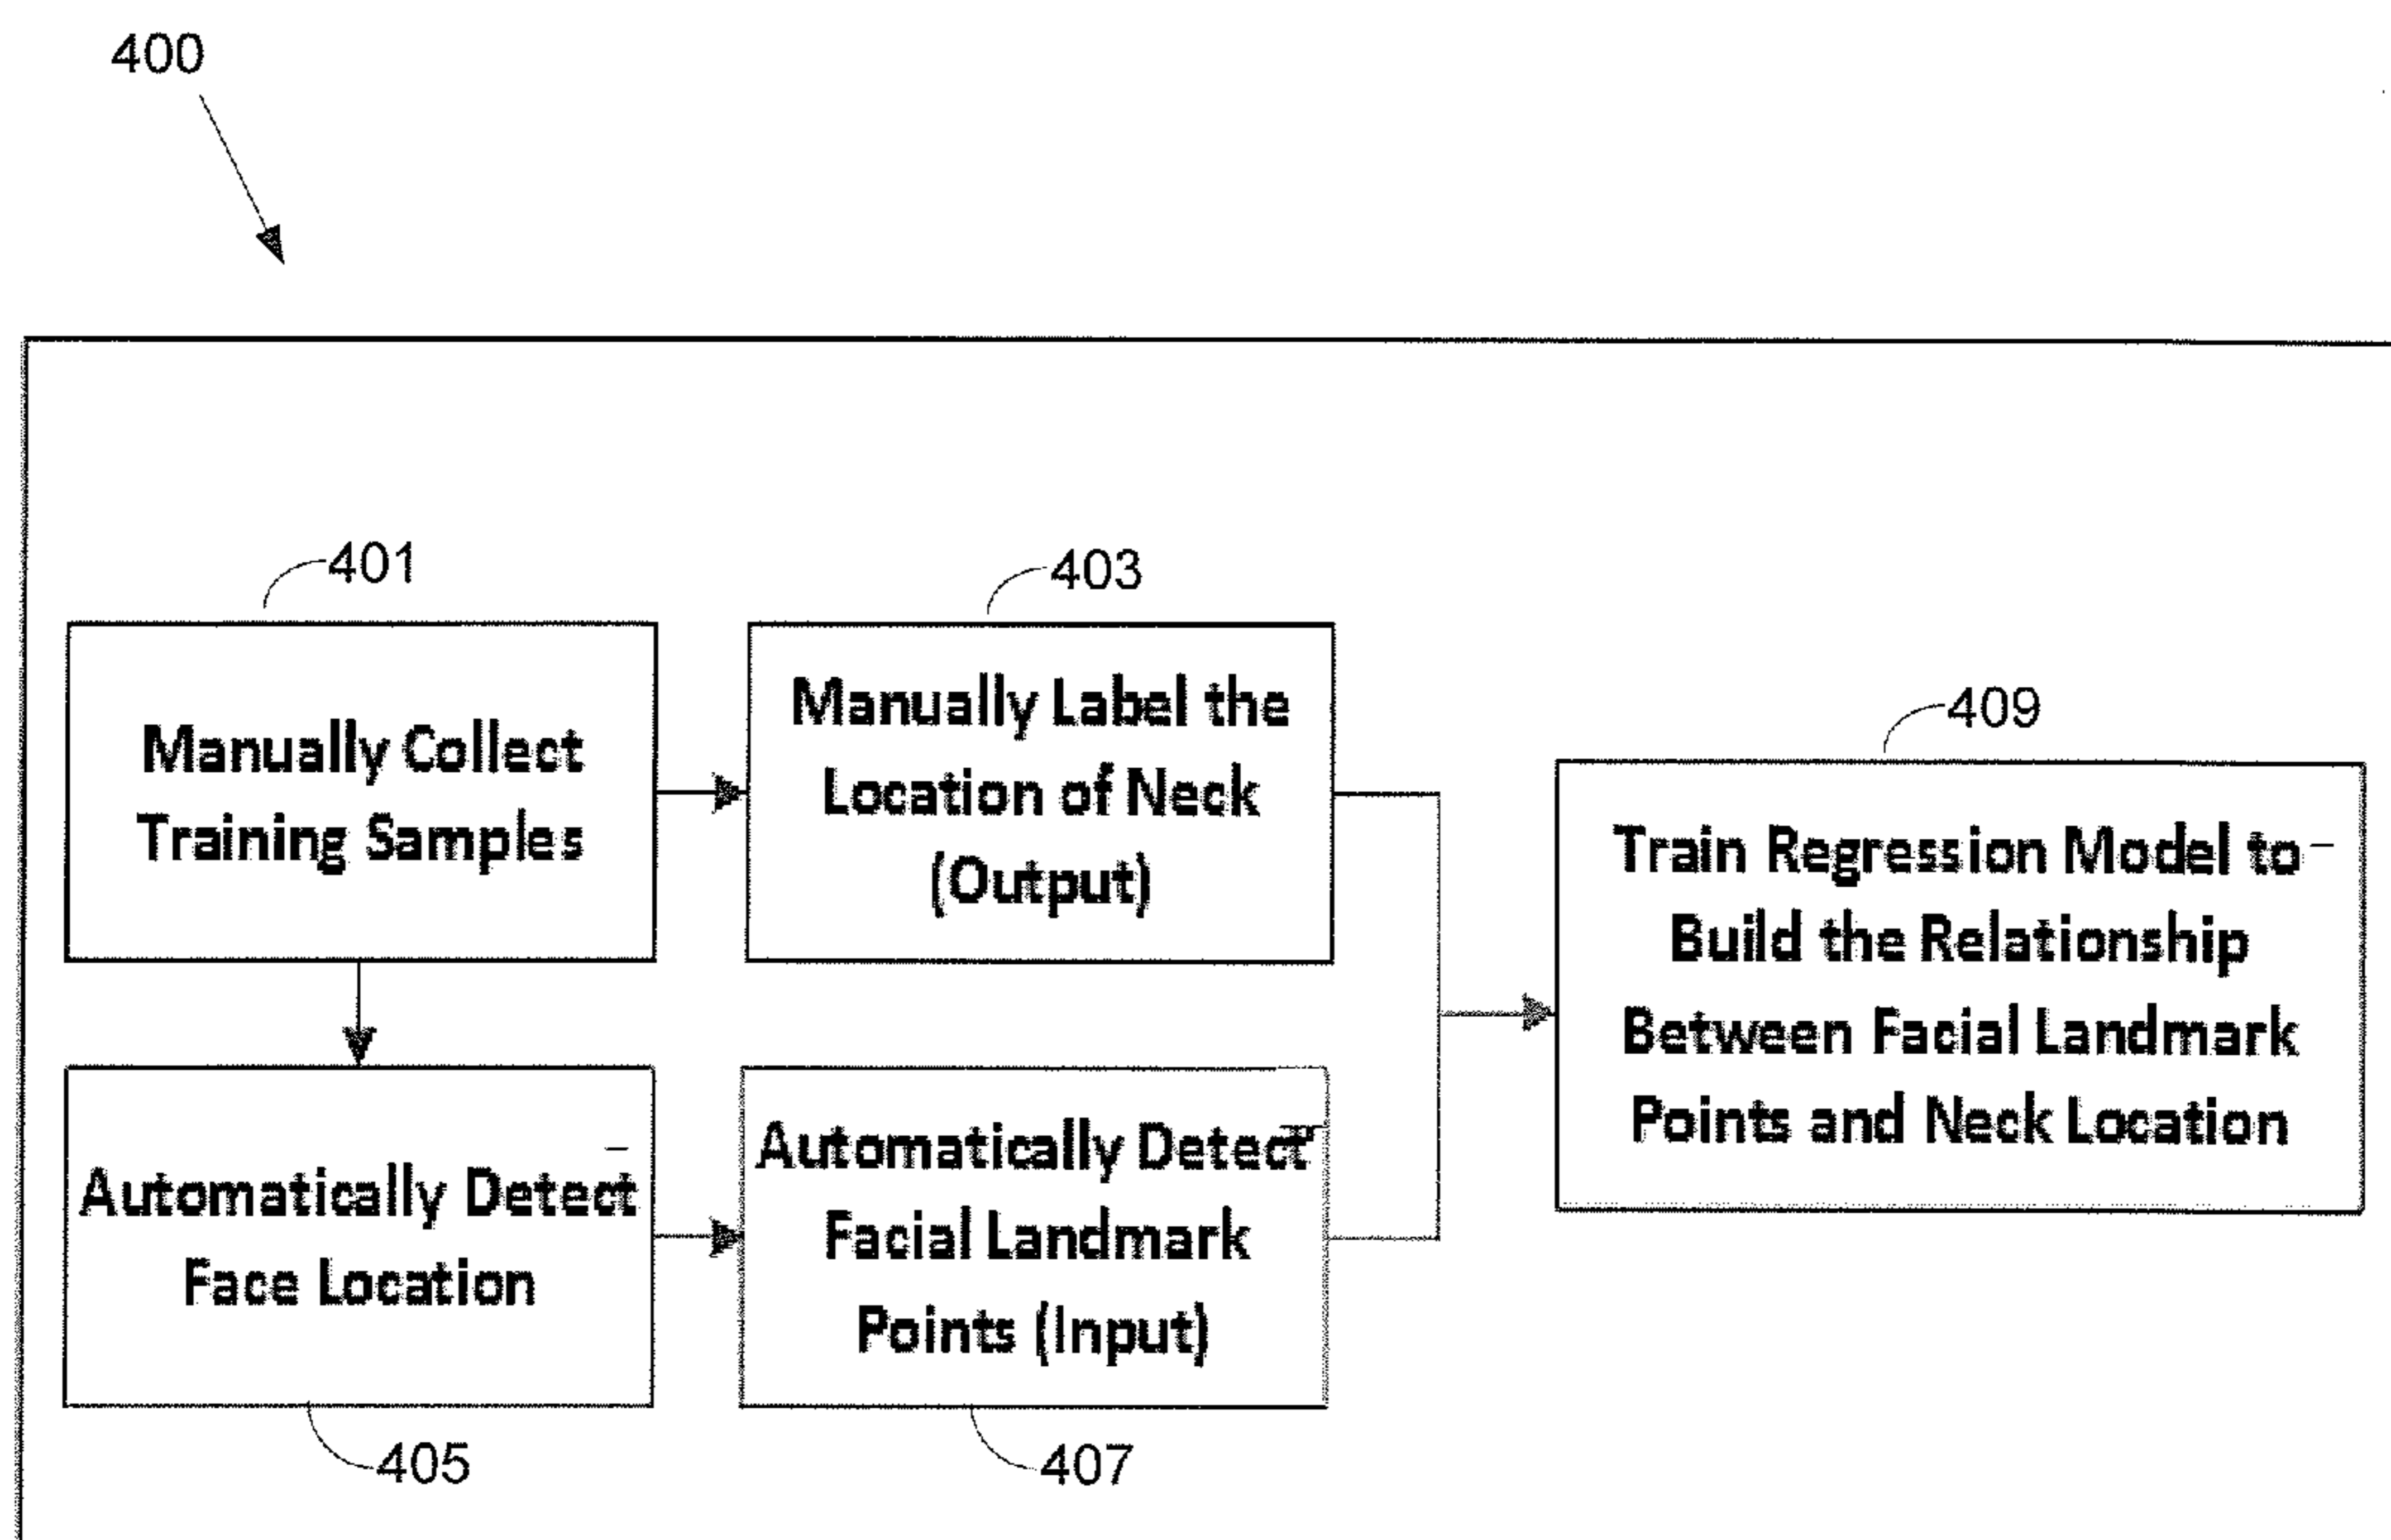 400
401
Manually Collect
Training Samples
403
Manually Label the
Location of Neck
(Output)
409
Train Regression Model to
Build the Relationship
Between Facial Landmark
Points and Neck Location
Automatically Detect
Face Location
405
Automatically Detect
Facial Landmark
Points (Input)
407